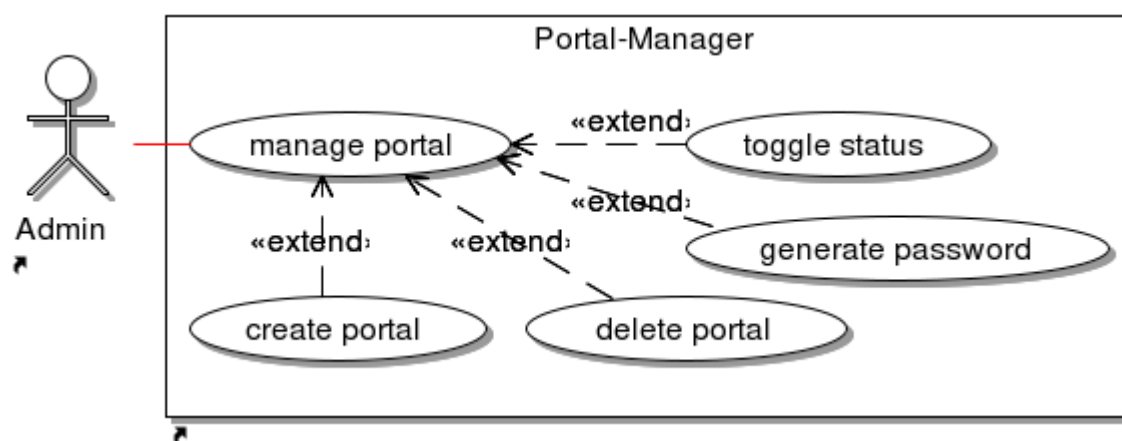 Portal-Manager
«extend»
manage portal
toggle status
«extend»
Admin
«extend»
«extend»
generate password
create portal
delete portal